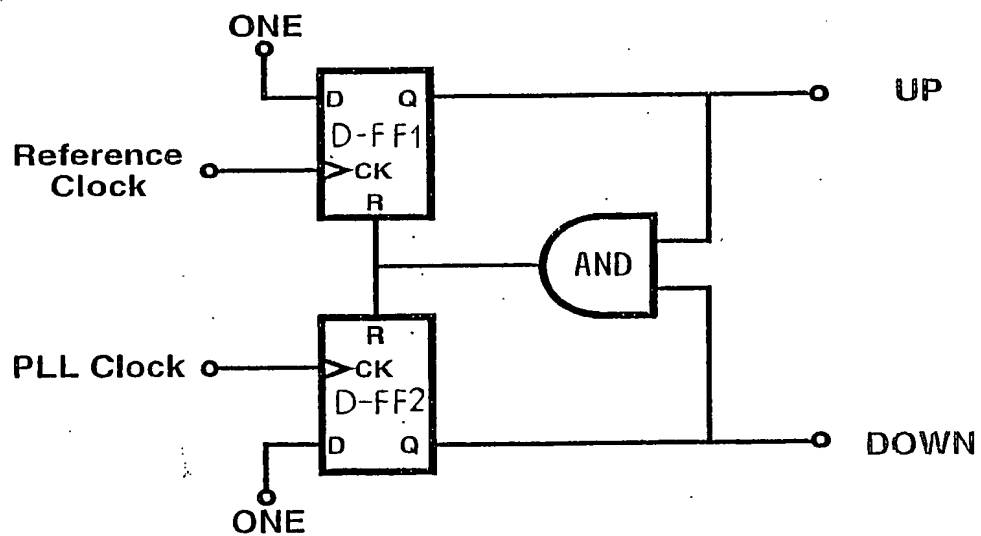 ONE
D Q
UP
D-FF1
Reference
Clock
CK
R
AND
R
PLL Clock
CK
D-FF2
D Q
DOWN
ONE